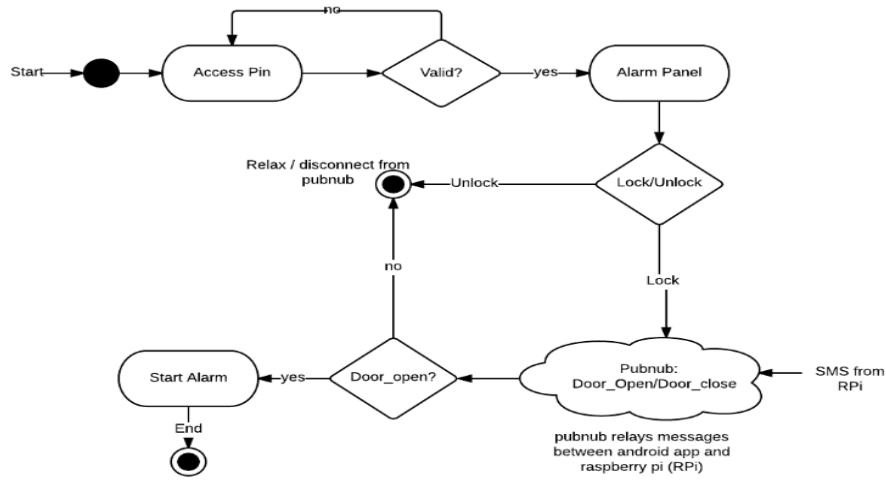 no
Start
Access Pin
Valid?
yes
Alarm Panel
Relax / disconnect from
pubnub
Unlock
Lock/Unlock
no
Lock
Start Alarm
yes
Door_open?
Pubnub:
Door_Open/Door_close
SMS from
RPi
End
pubnub relays messages
between android app and
raspberry pi (RPi)